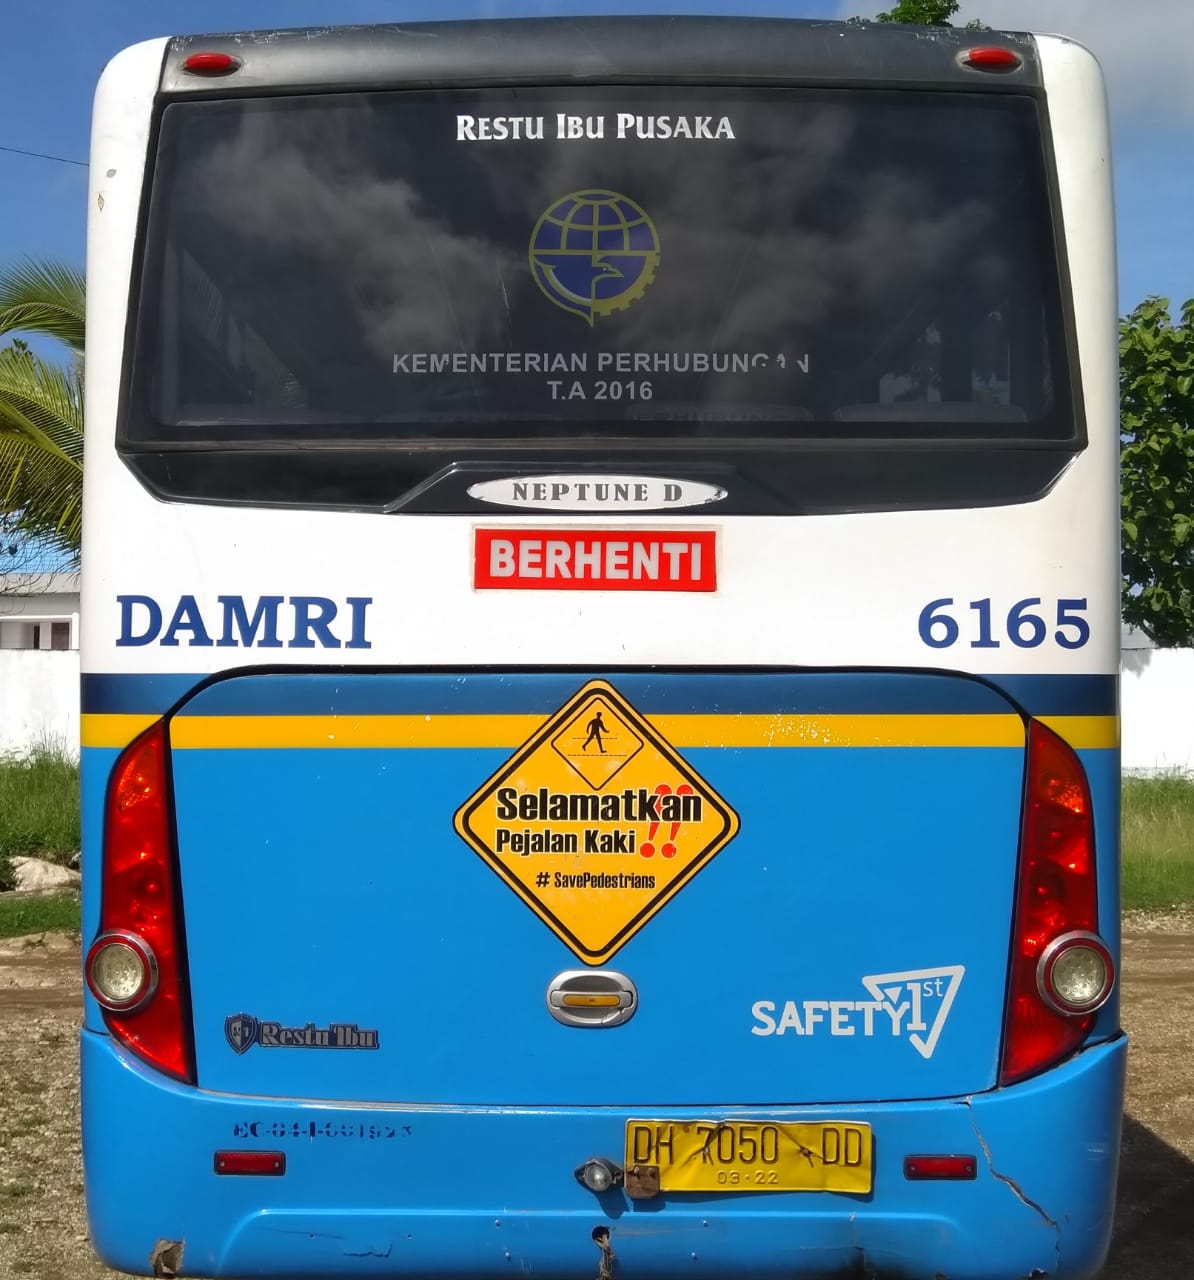 RESTU IBU PUSAKA
KEMENTERIAN PERHUBUNGAN
T.A 2016
NEPTUNE D
BERHENTI
DAMRI
6165
Selamatkan
Pejalan Kaki !!
# SavePedestrians
SAFETY 1st
Restu Ibu
DH 7050 DD
03·22